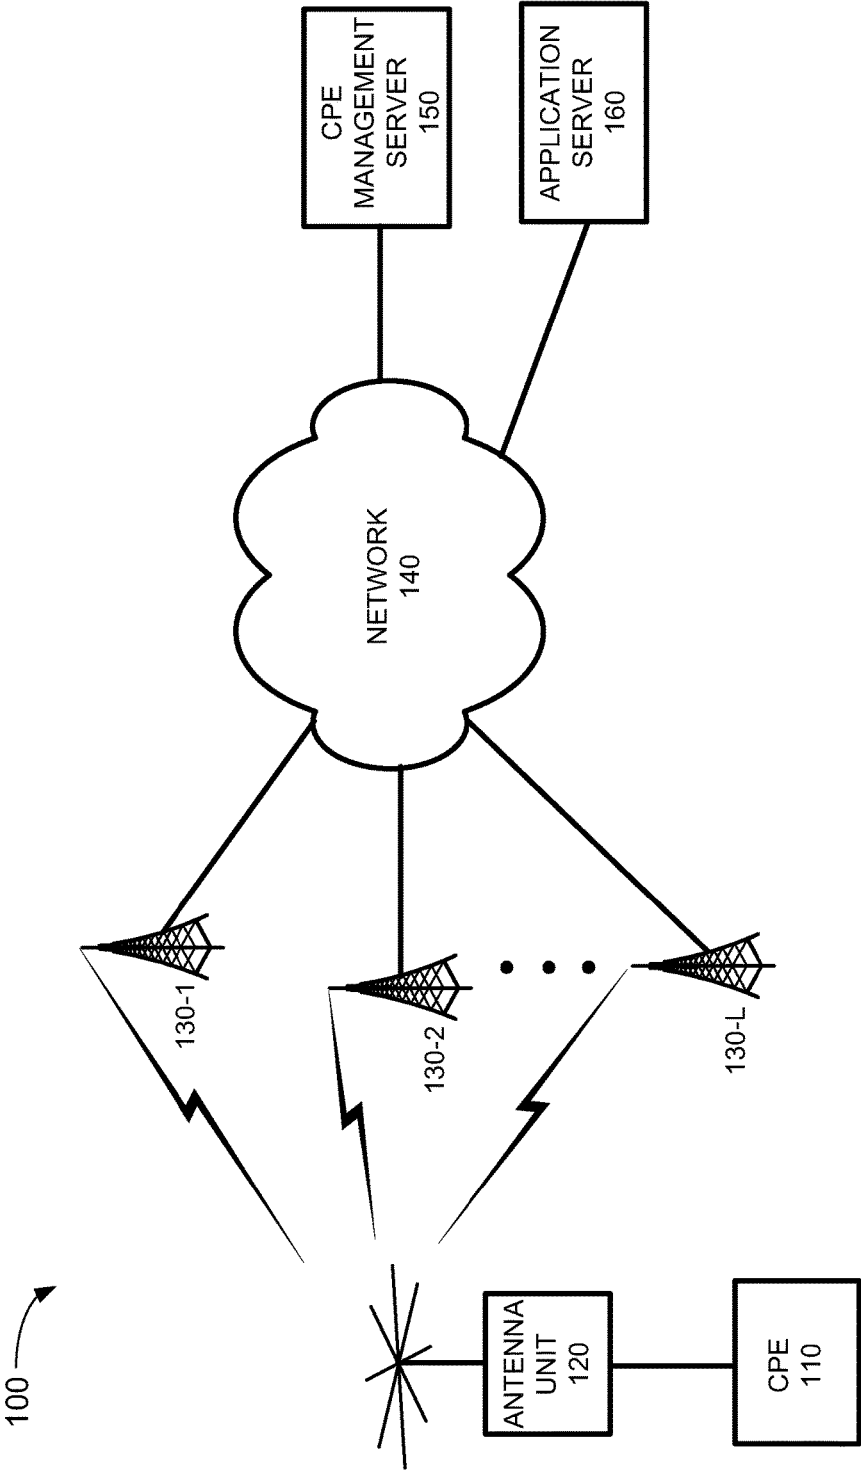 100
CPE
110
ANTENNA
UNIT
120
130-1
130-2
130-L
NETWORK
140
CPE
MANAGEMENT
SERVER
150
APPLICATION
SERVER
160